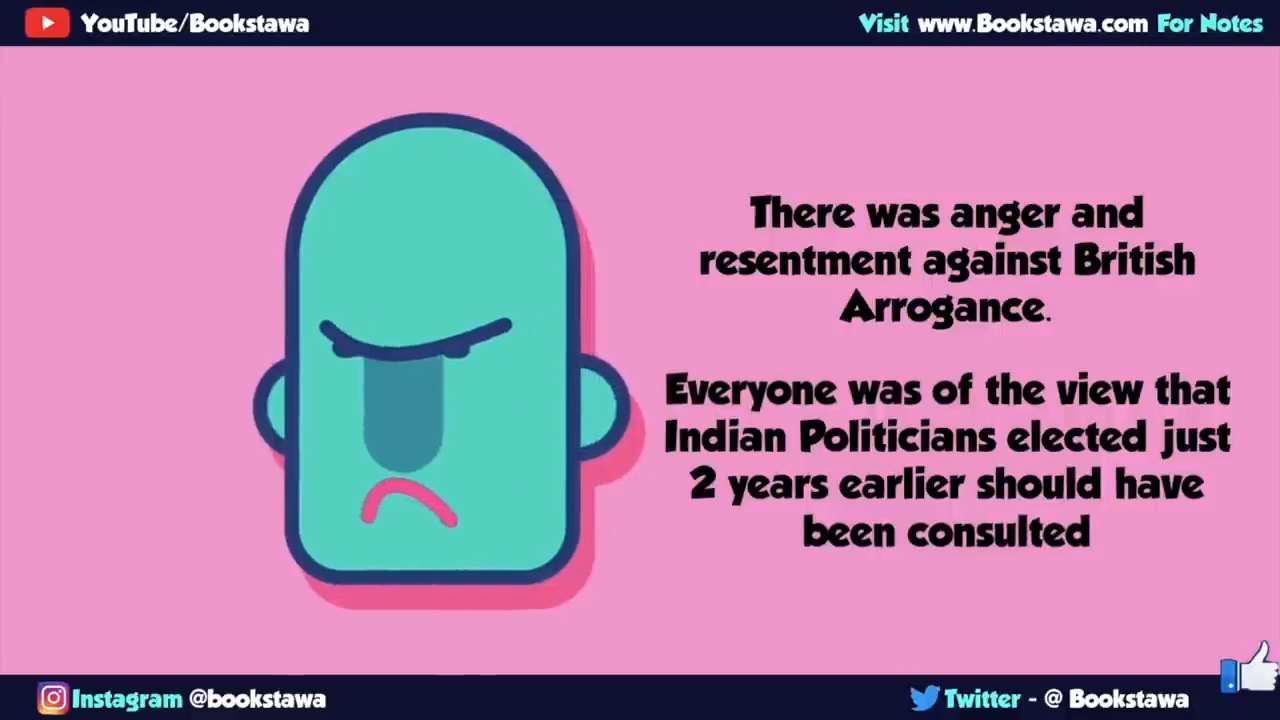 YouTube/Bookstawa
Visit www.Bookstawa.com For Notes
There was anger and
resentment against British
Arrogance.
Everyone was of the view that
Indian Politicians elected just
2 years earlier should have
been consulted
Instagram @bookstawa
Twitter - @ Bookstawa